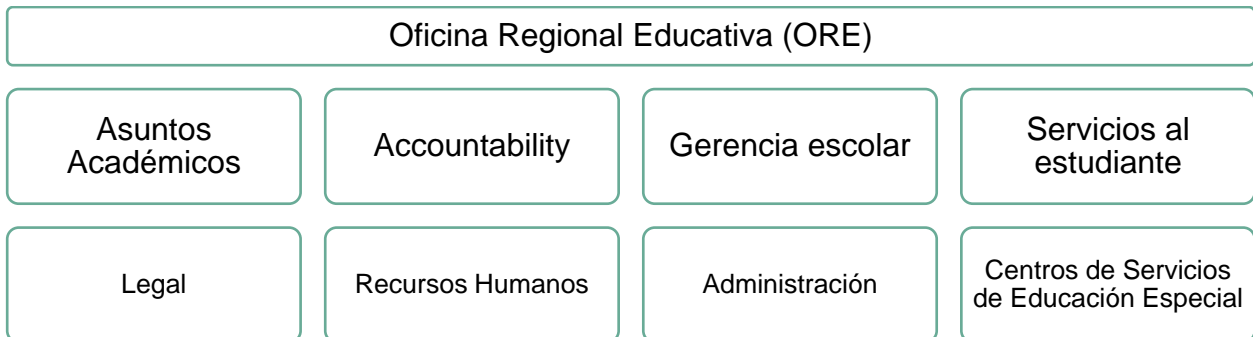 Oficina Regional Educativa (ORE)
Asuntos
Académicos
Accountability
Gerencia escolar
Servicios al
estudiante
Legal
Recursos Humanos
Administración
Centros de Servicios
de Educación Especial